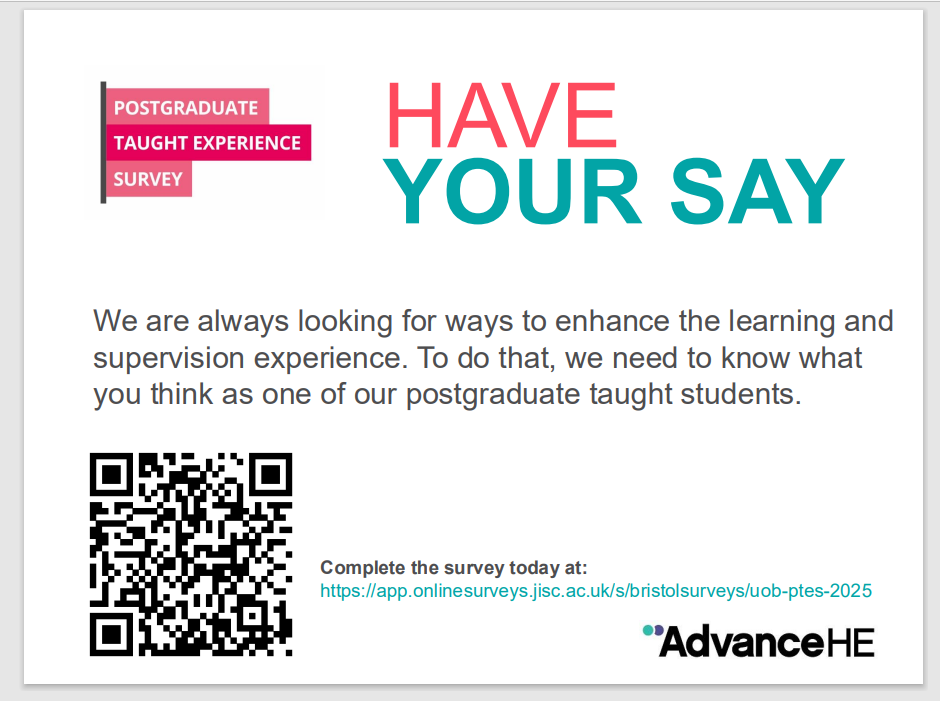 POSTGRADUATE
TAUGHT EXPERIENCE
SURVEY
HAVE
YOUR SAY
We are always looking for ways to enhance the learning and
supervision experience. To do that, we need to know what
you think as one of our postgraduate taught students.
Complete the survey today at:
https://app.onlinesurveys.jisc.ac.uk/s/bristolsurveys/uob-ptes-2025
AdvanceHE